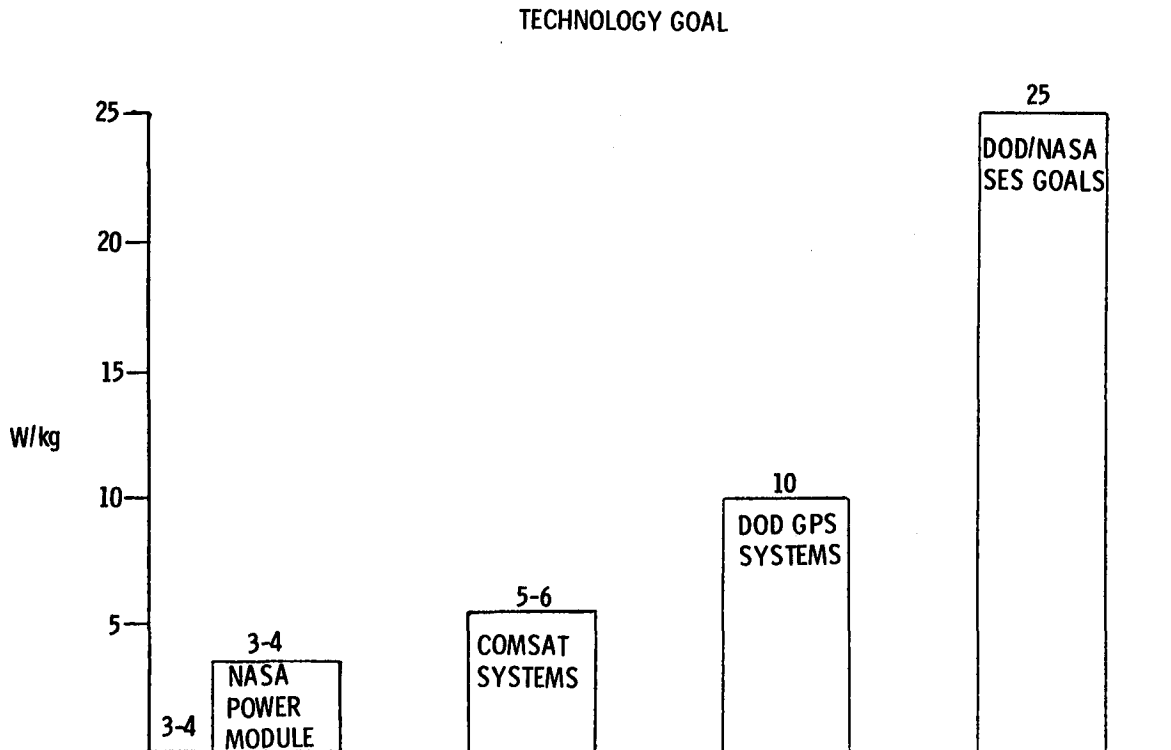 TECHNOLOGY GOAL
25
25
DOD/NASA
SES GOALS
20
15
W/kg
10
10
DOD GPS
SYSTEMS
5-6
5
COMSAT
SYSTEMS
3-4
NASA
POWER
MODULE
3-4